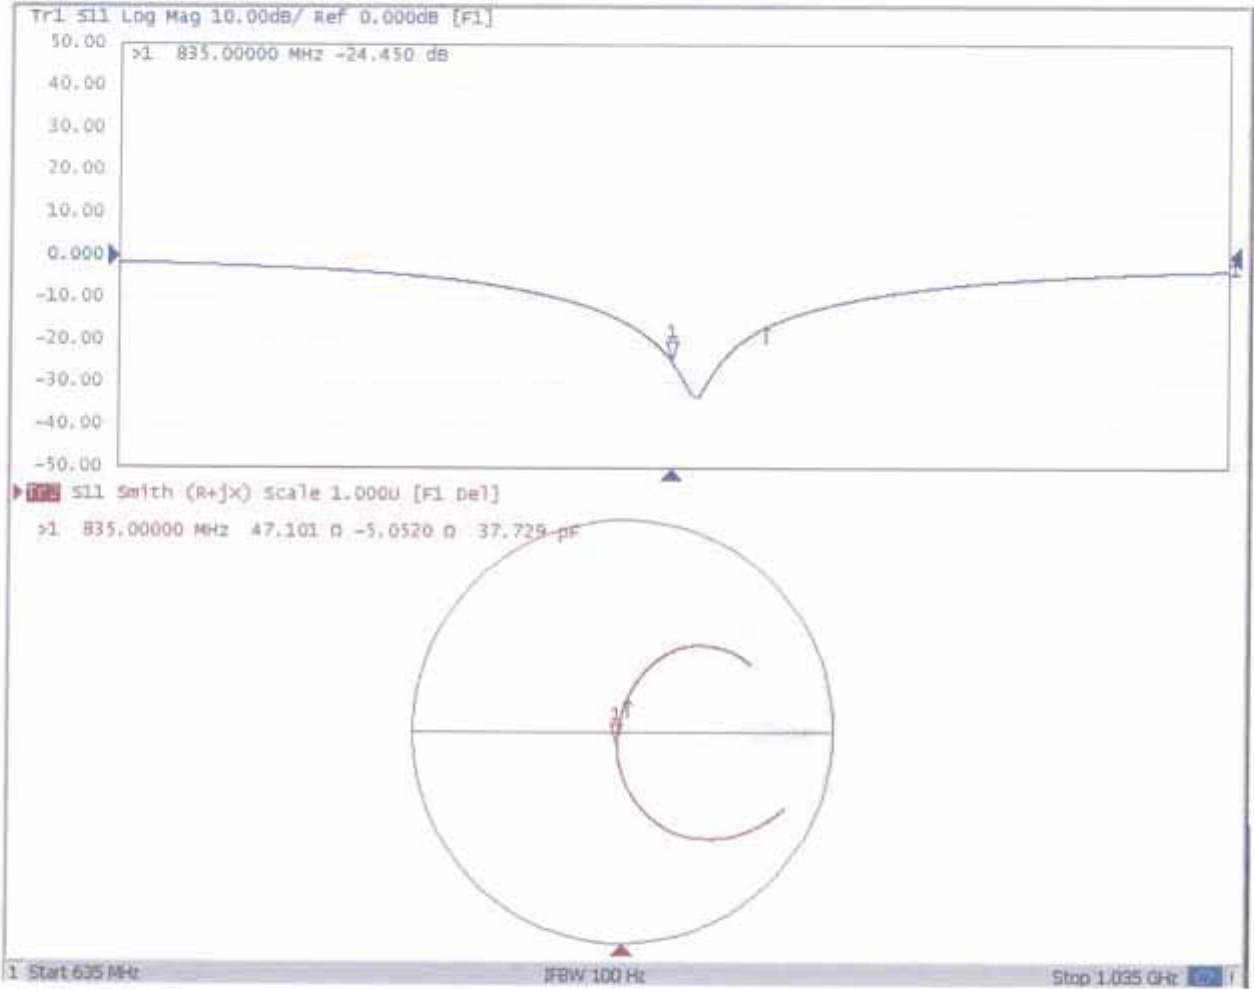 Tr1 S11 Log Mag 10.00dB/ Ref 0.000dB [F1]
50.00
>1 835.00000 MHz -24.450 dB
40.00
30.00
20.00
10.00
0.000
-10.00
-20.00
-30.00
-40.00
-50.00
1
Tr2 S11 Smith (R+jX) Scale 1.000U [F1 Del]
>1 835.00000 MHz 47.101 Ω -5.0520 Ω 37.729 pF
1
1 Start 635 MHz IFBW 100 Hz Stop 1.035 GHz